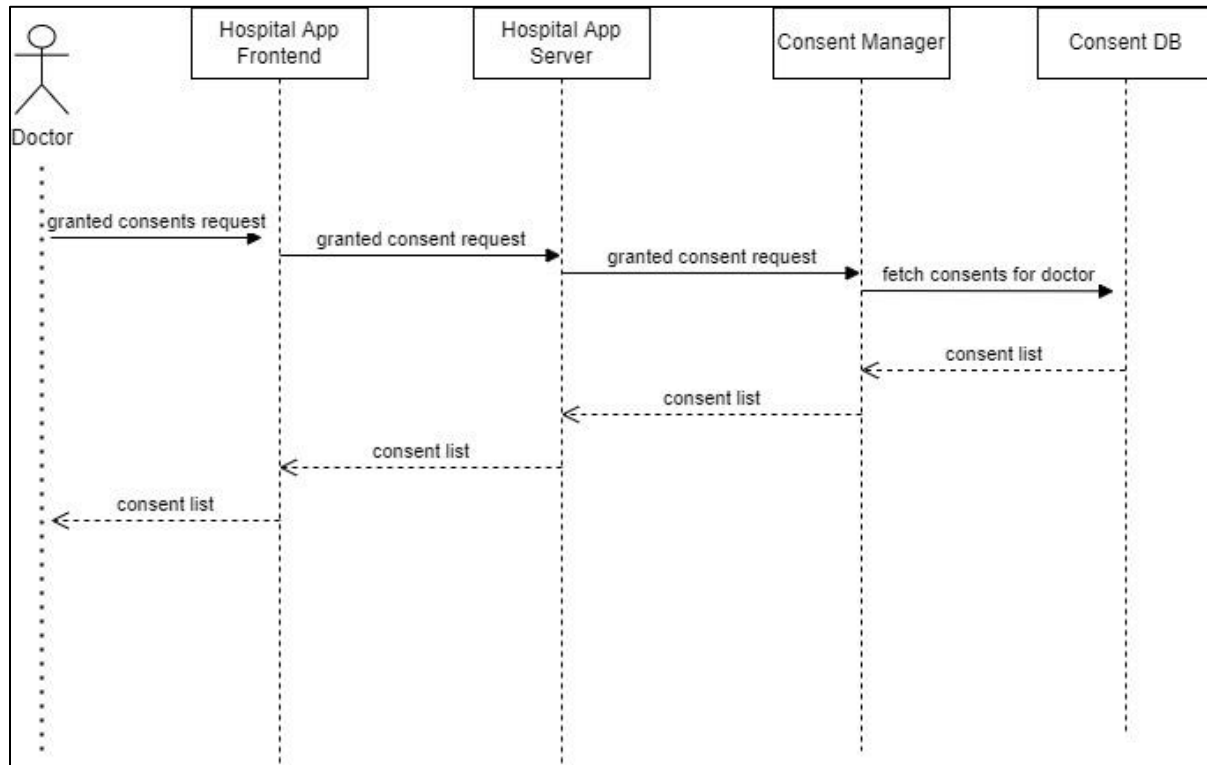 Hospital App
Frontend
Hospital App
Server
Consent Manager
Consent DB
Doctor
granted consents request
granted consent request
granted consent request
fetch consents for doctor
consent list
consent list
consent list
consent list